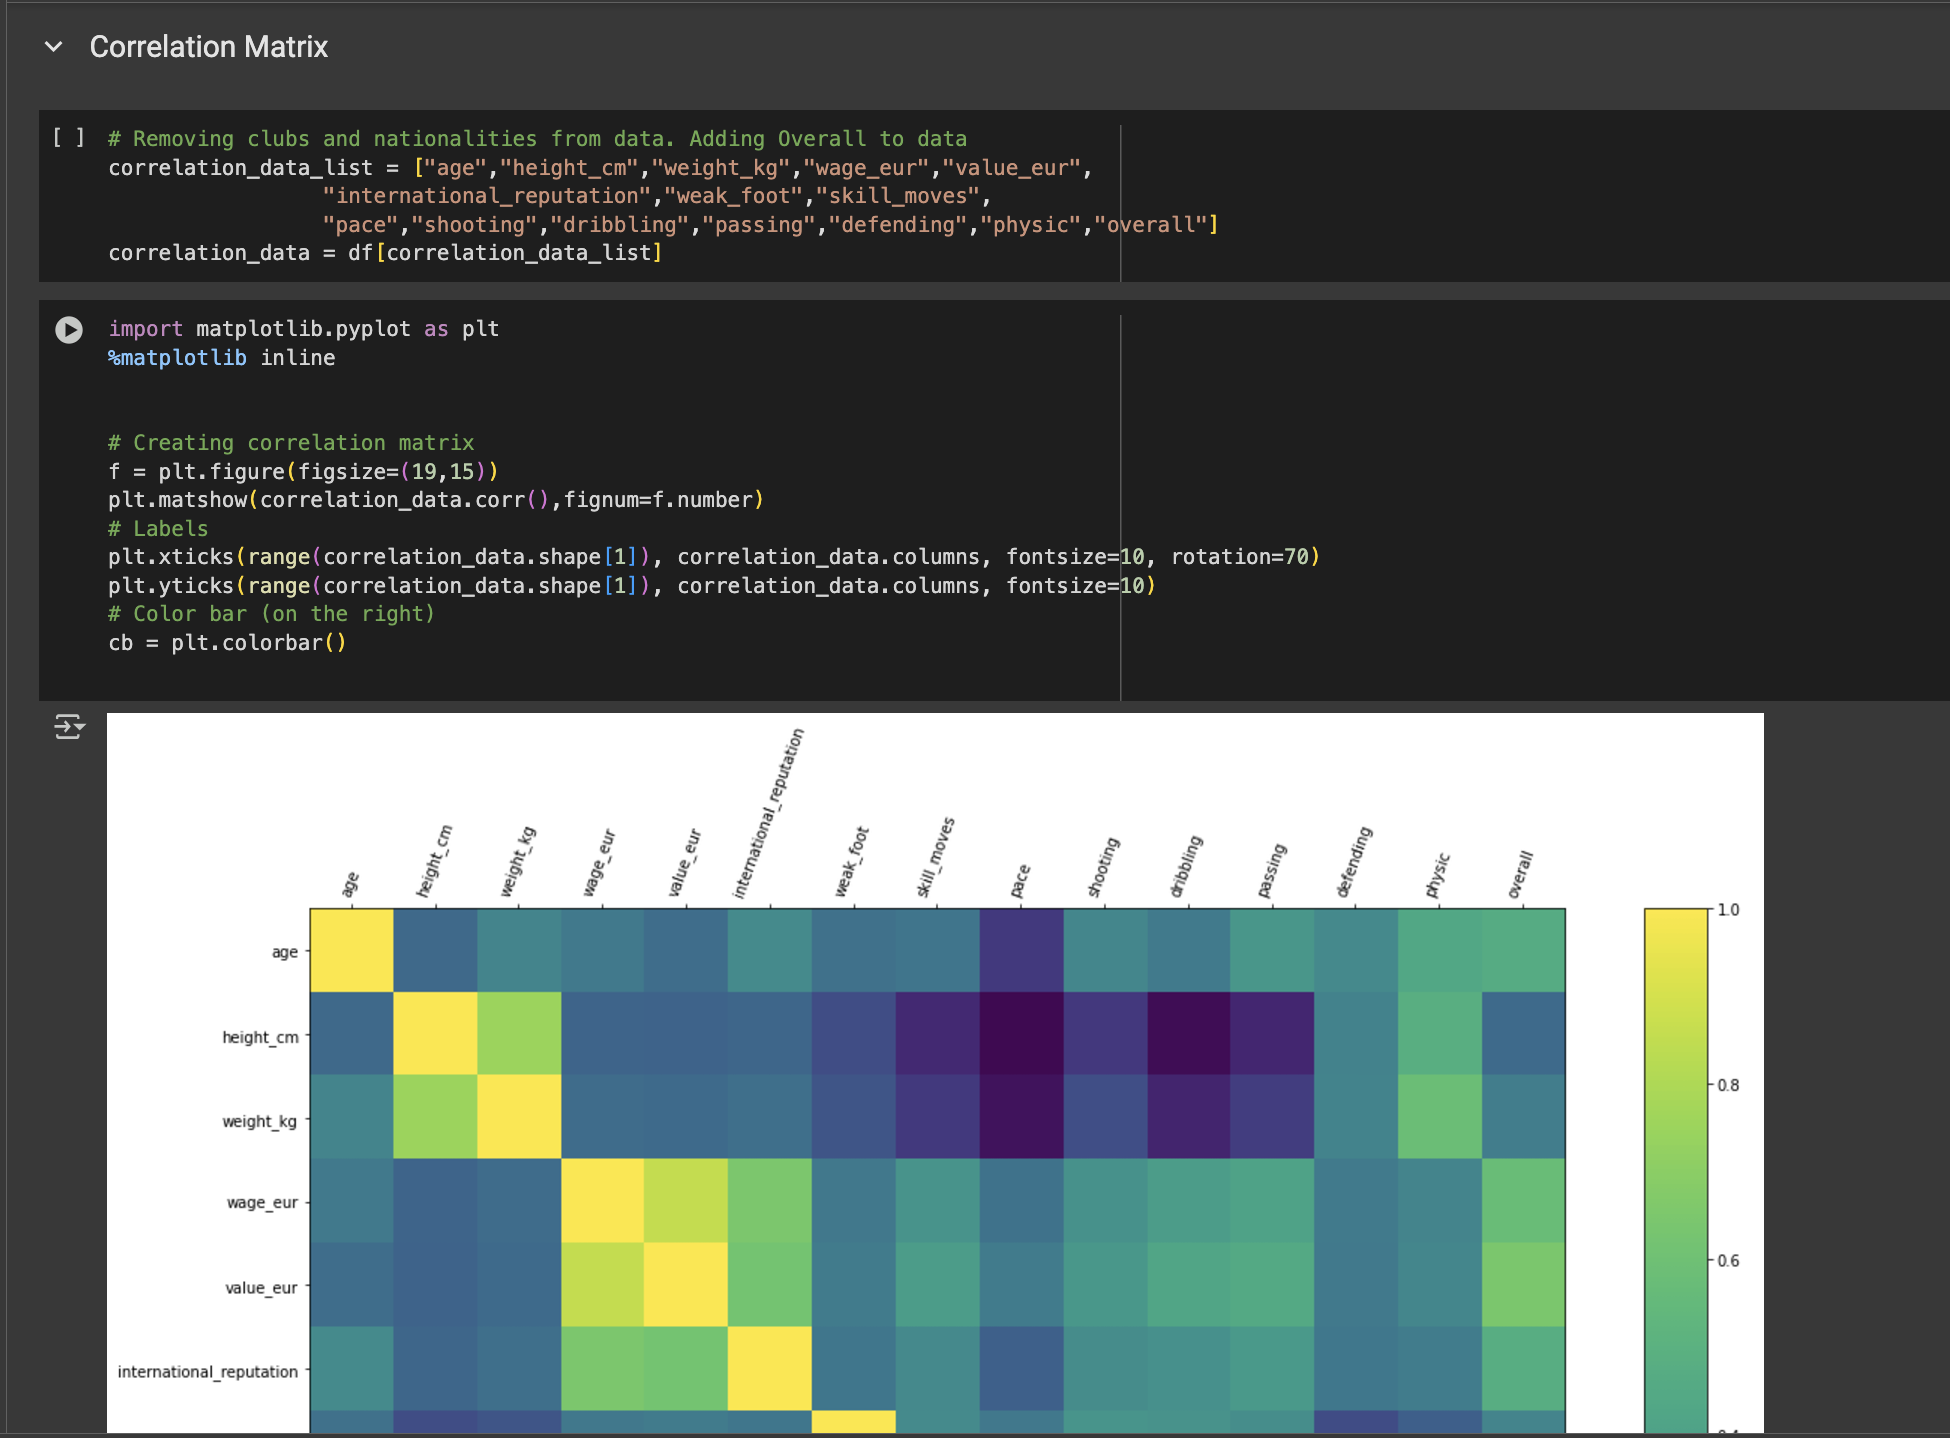 Correlation Matrix
[ ]
# Removing clubs and nationalities from data. Adding Overall to data
correlation_data_list = ["age","height_cm","weight_kg","wage_eur","value_eur",
"international_reputation","weak_foot","skill_moves",
"pace","shooting","dribbling","passing","defending","physic","overall"]
correlation_data = df[correlation_data_list]
import matplotlib.pyplot as plt
%matplotlib inline
# Creating correlation matrix
f = plt.figure(figsize=(19,15))
plt.matshow(correlation_data.corr(),fignum=f.number)
# Labels
plt.xticks(range(correlation_data.shape[1]), correlation_data.columns, fontsize=10, rotation=70)
plt.yticks(range(correlation_data.shape[1]), correlation_data.columns, fontsize=10)
# Color bar (on the right)
cb = plt.colorbar()
age
height_cm
weight_kg
wage_eur
value_eur
international_reputation
weak_foot
skill_moves
pace
shooting
dribbling
passing
defending
physic
overall
age
height_cm
weight_kg
wage_eur
value_eur
international_reputation
1.0
0.8
0.6